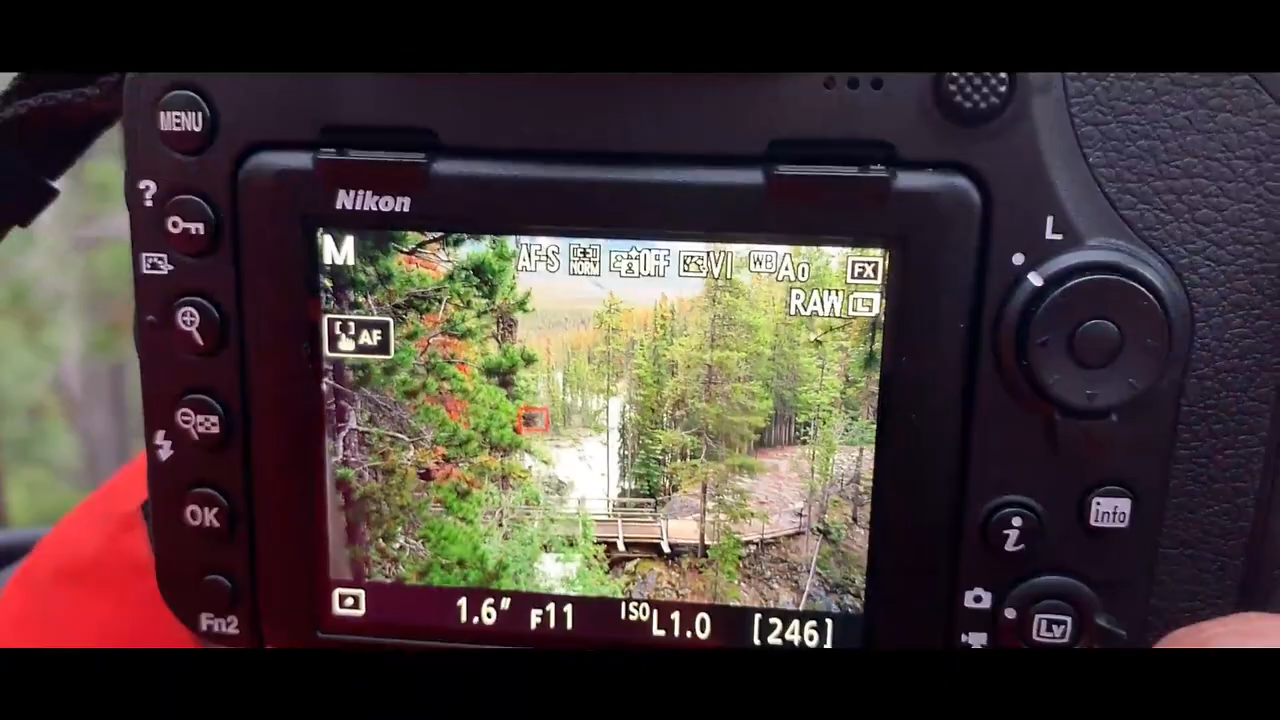 MENU
?
Nikon
M
AF-S NORM OFF VI WB A0
FX
RAW L
AF
L
OK
i
info
Fn2
1.6" F11 ISO L1.0 [246]
Lv